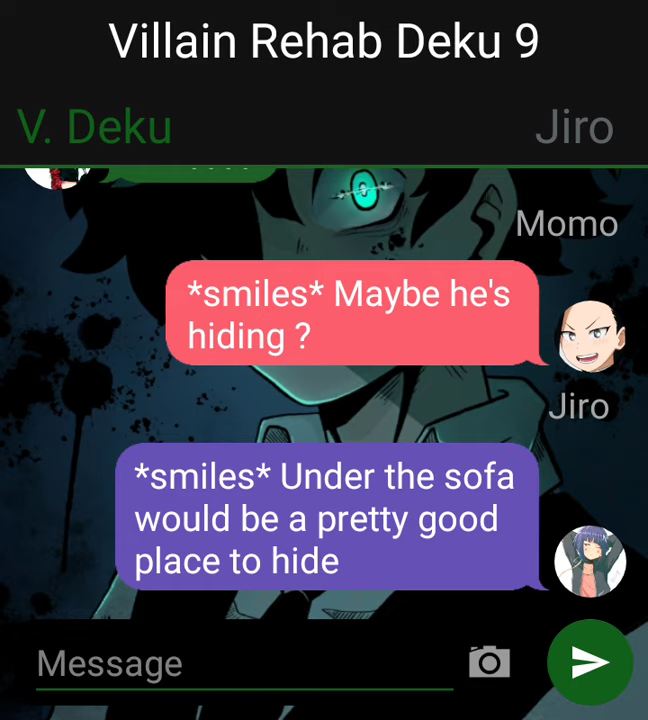 Villain Rehab Deku 9
V. Deku
Jiro
Momo
*smiles* Maybe he's
hiding ?
Jiro
*smiles* Under the sofa
would be a pretty good
place to hide
Message